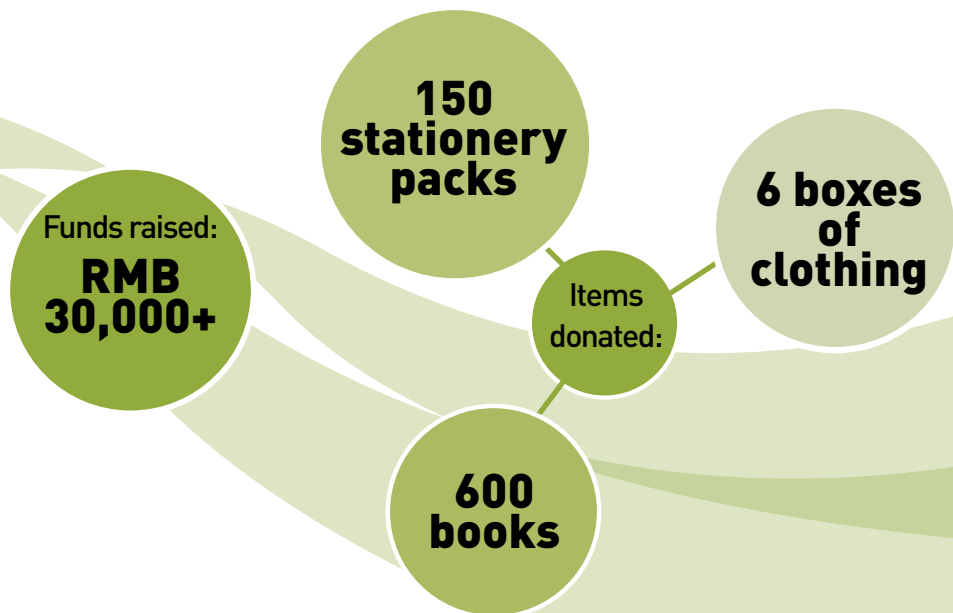 Funds raised:
RMB
30,000+
150
stationery
packs
Items
donated:
6 boxes
of
clothing
600
books